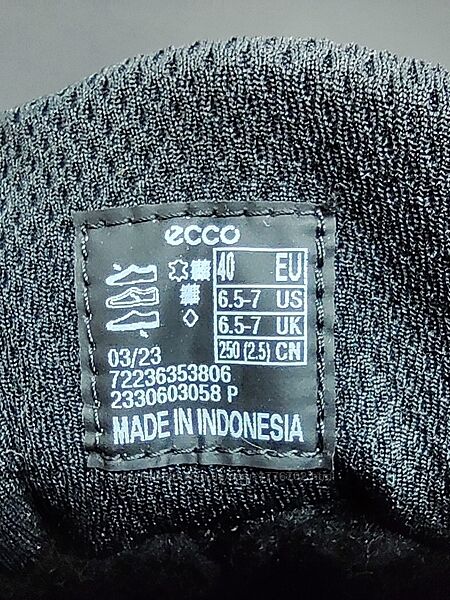 ecco
40 EU
6.5-7 US
6.5-7 UK
250 (2.5) CN
03/23
72236353806
2330603058 P
MADE IN INDONESIA